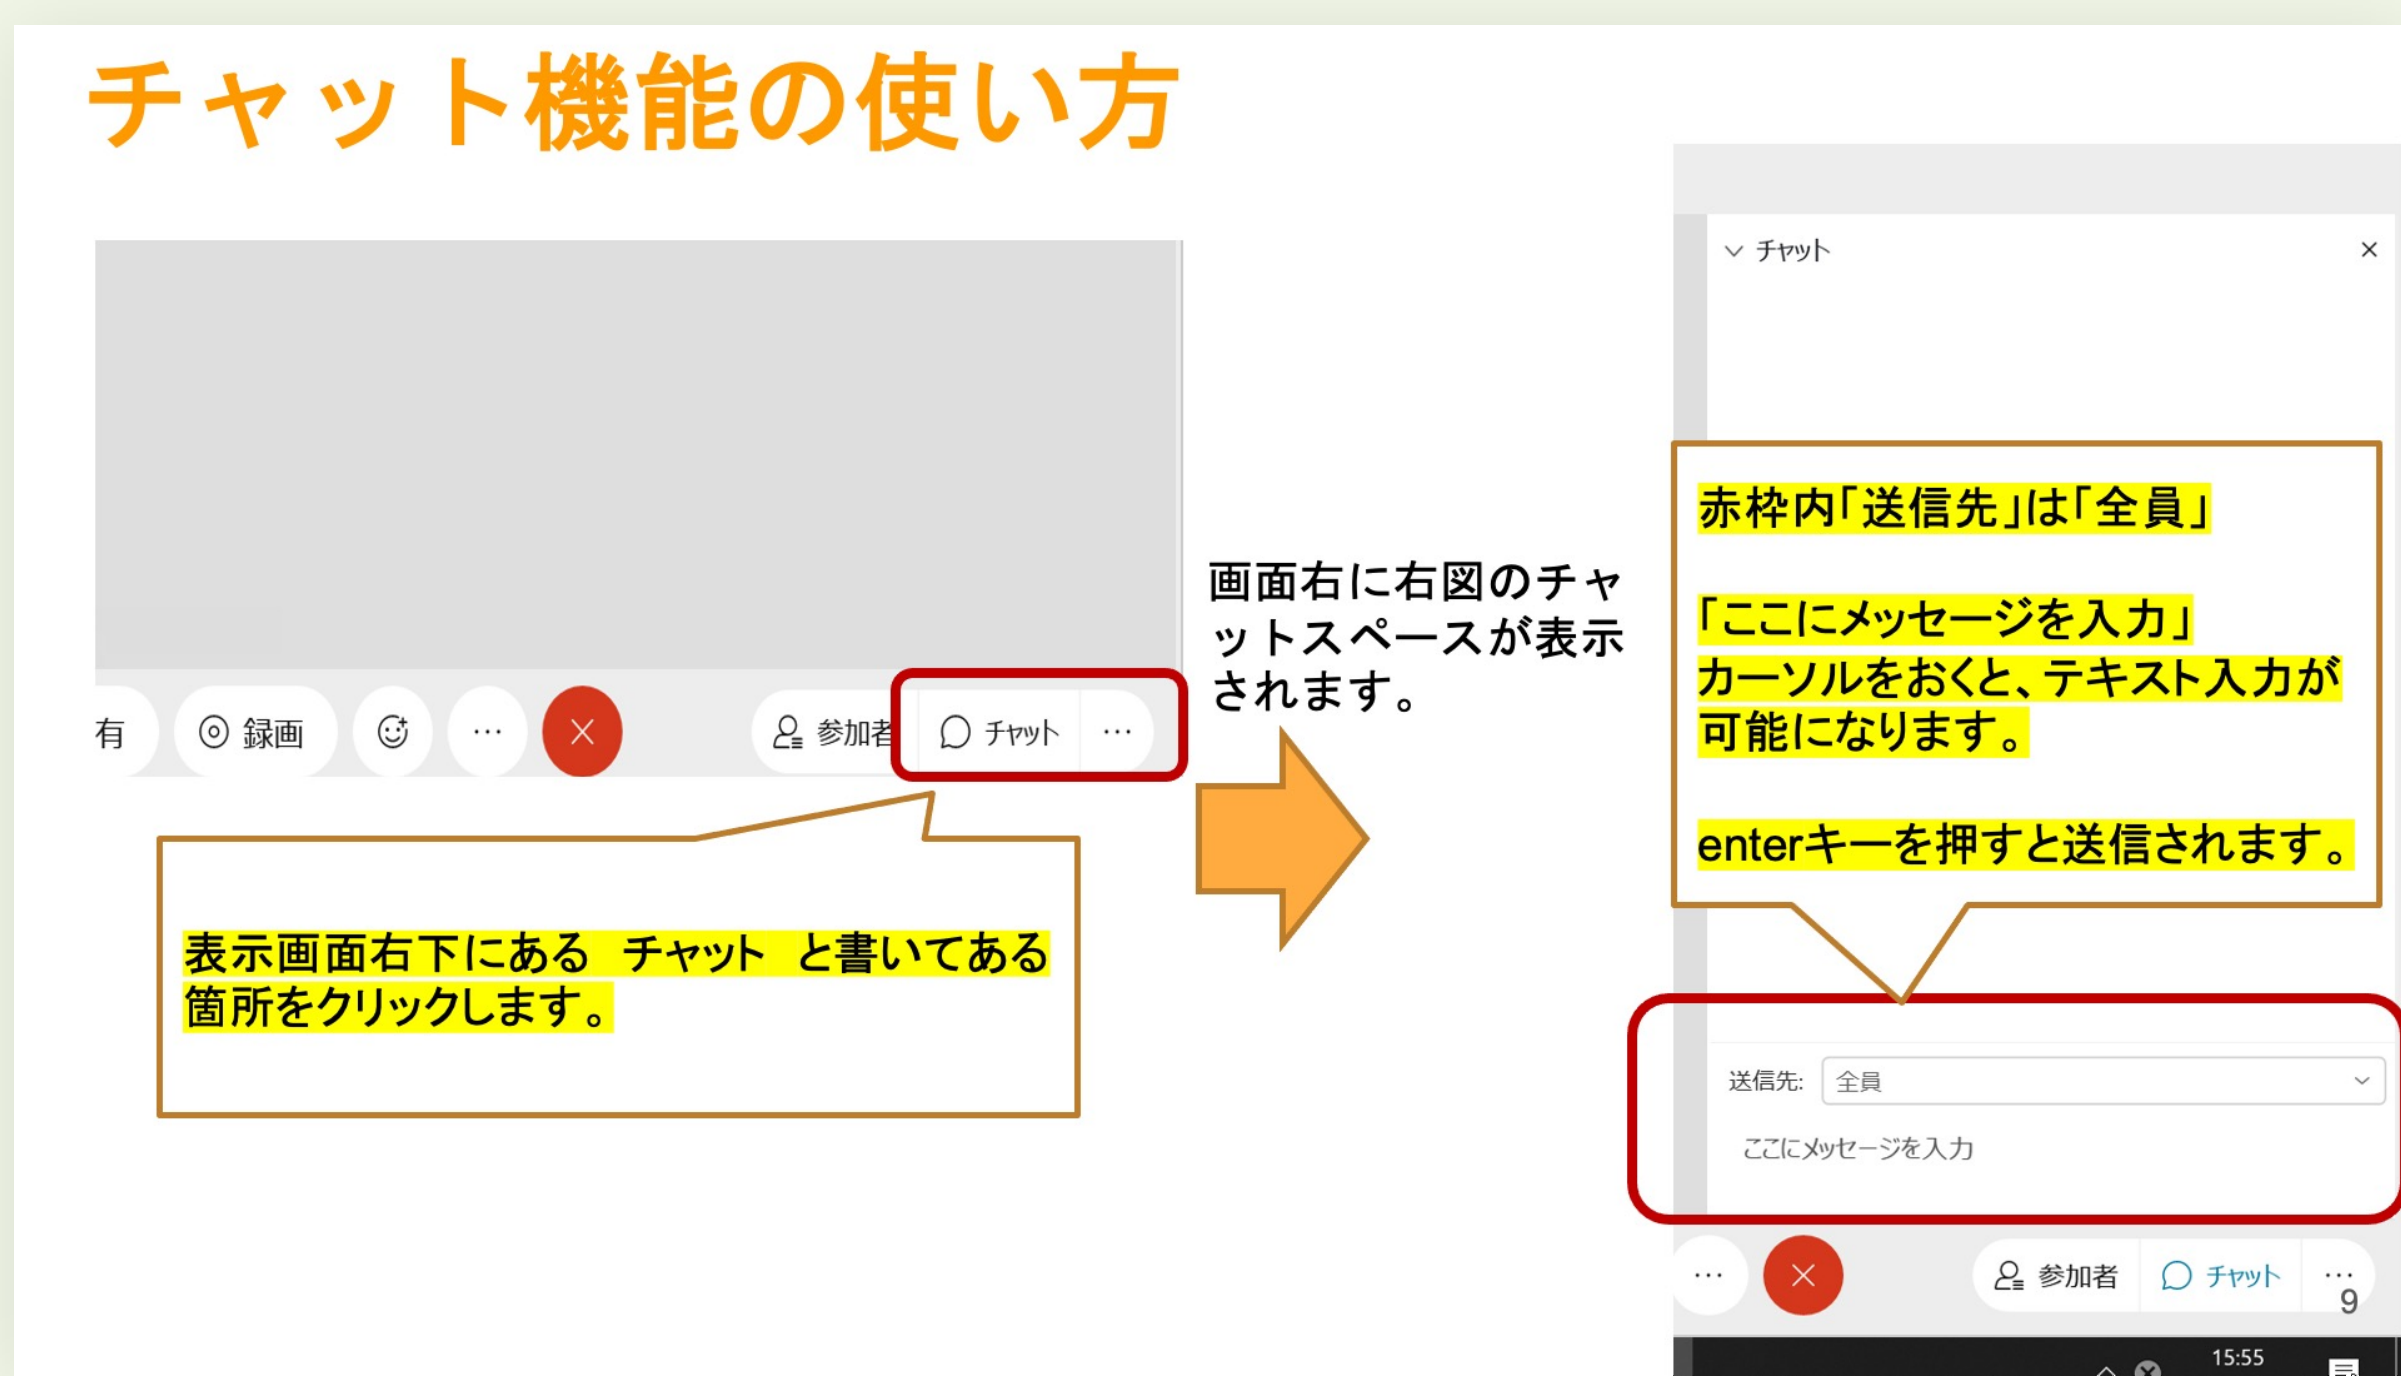 チャット機能の使い方
有
録画
参加者
チャット
表示画面右下にある　チャット　と書いてある
箇所をクリックします。
画面右に右図のチャ
ットスペースが表示
されます。
チャット
赤枠内「送信先」は「全員」
「ここにメッセージを入力」
カーソルをおくと、テキスト入力が
可能になります。
enterキーを押すと送信されます。
送信先: 全員
ここにメッセージを入力
参加者
チャット
9
15:55